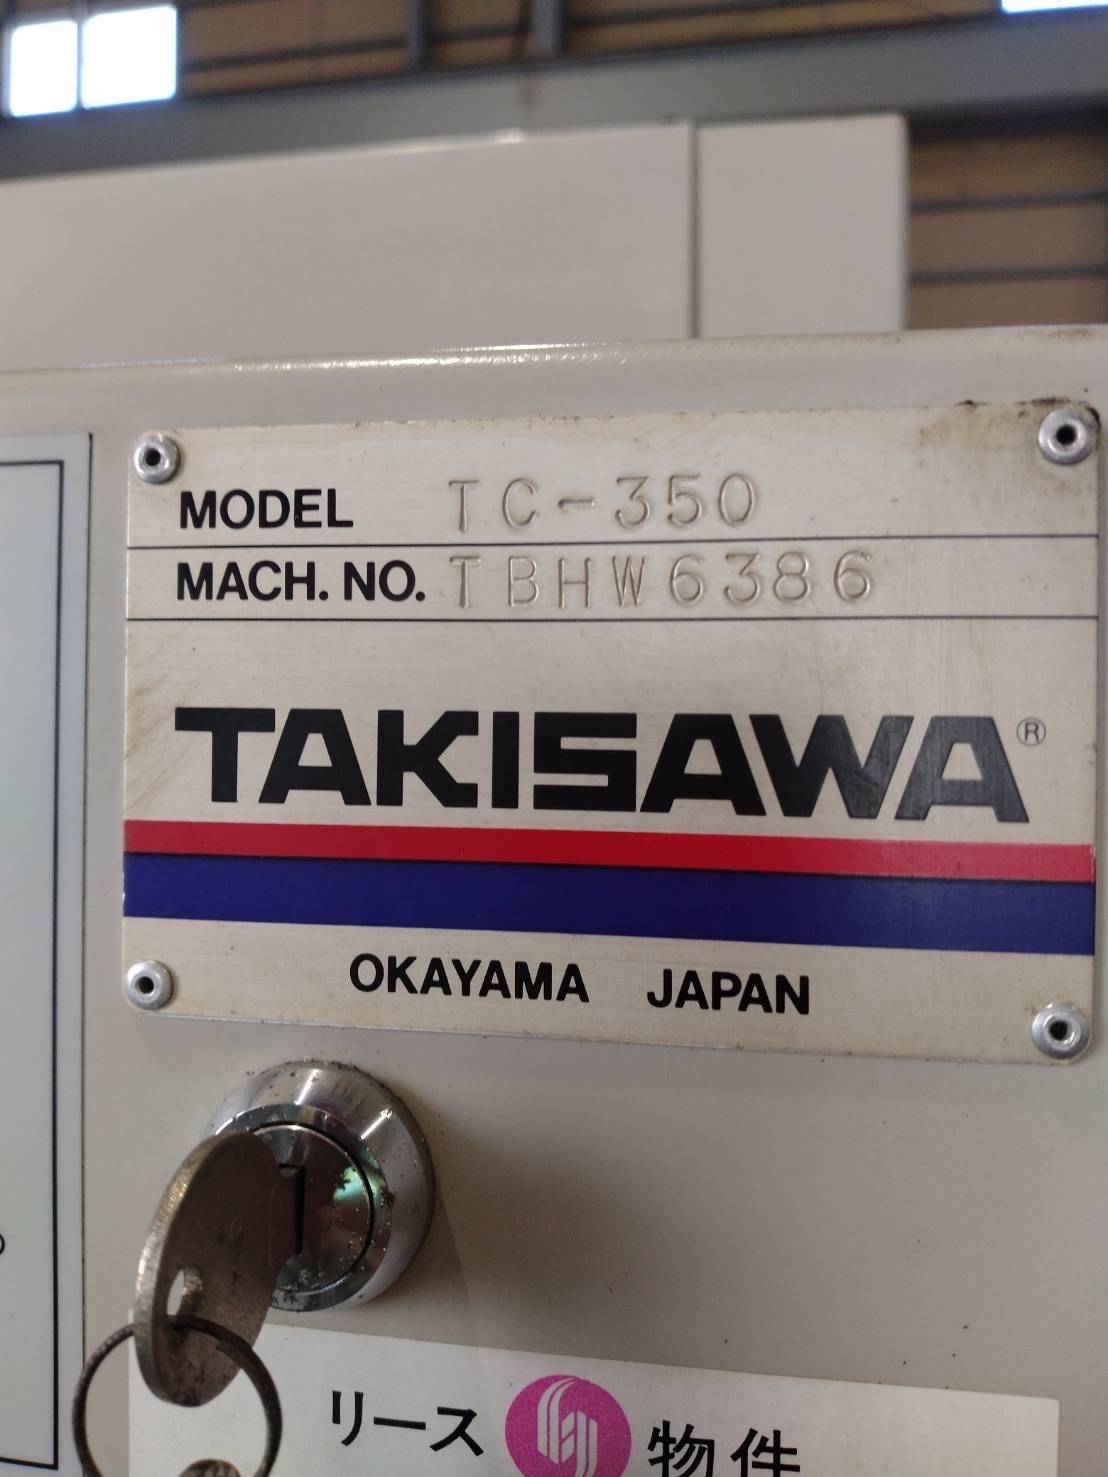 MODEL TC-350
MACH. NO. TBHW6386
TAKISAWA®
OKAYAMA JAPAN
リース 物件